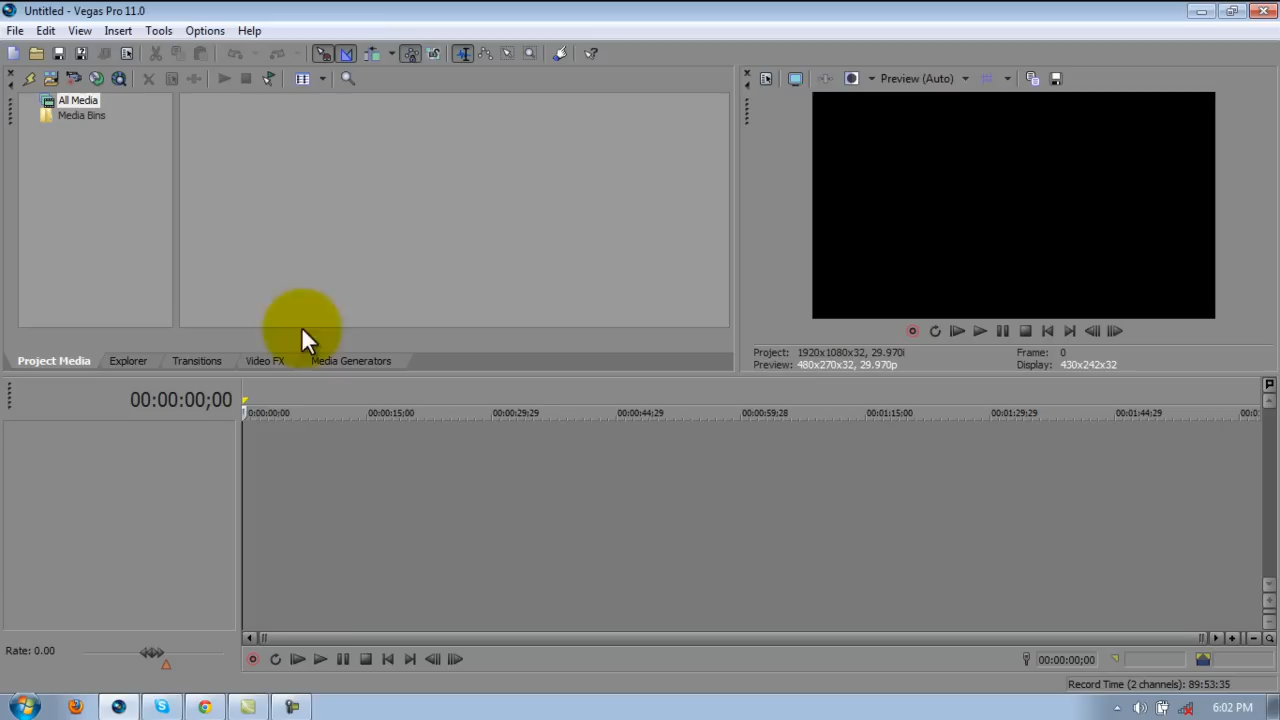 Untitled - Vegas Pro 11.0
File Edit View Insert Tools Options Help
Preview (Auto)
All Media
Media Bins
Project: 1920x1080x32, 29.970i
Frame: 0
Preview: 480x270x32, 29.970p
Display: 430x242x32
Project Media Explorer Transitions Video FX Media Generators
00:00:00;00
0:00:00:00 00:00:15:00 00:00:29:29 00:00:44:29 00:00:59:28 00:01:15:00 00:01:29:29 00:01:44:29 00:0
Rate: 0.00
00:00:00;00
Record Time (2 channels): 89:53:35
6:02 PM